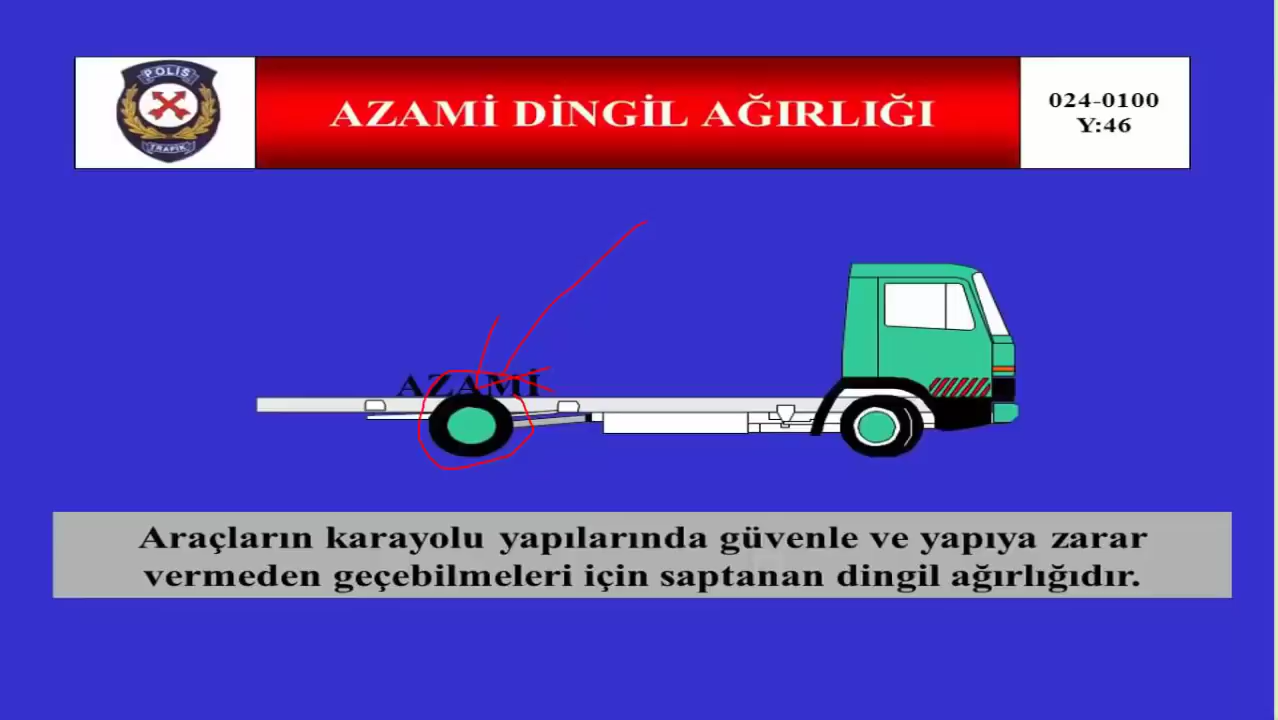 POLİS
TRAFİK
AZAMİ DİNGİL AĞIRLIĞI
024-0100
Y:46
AZAMİ
Araçların karayolu yapılarında güvenle ve yapıya zarar
vermeden geçebilmeleri için saptanan dingil ağırlığıdır.